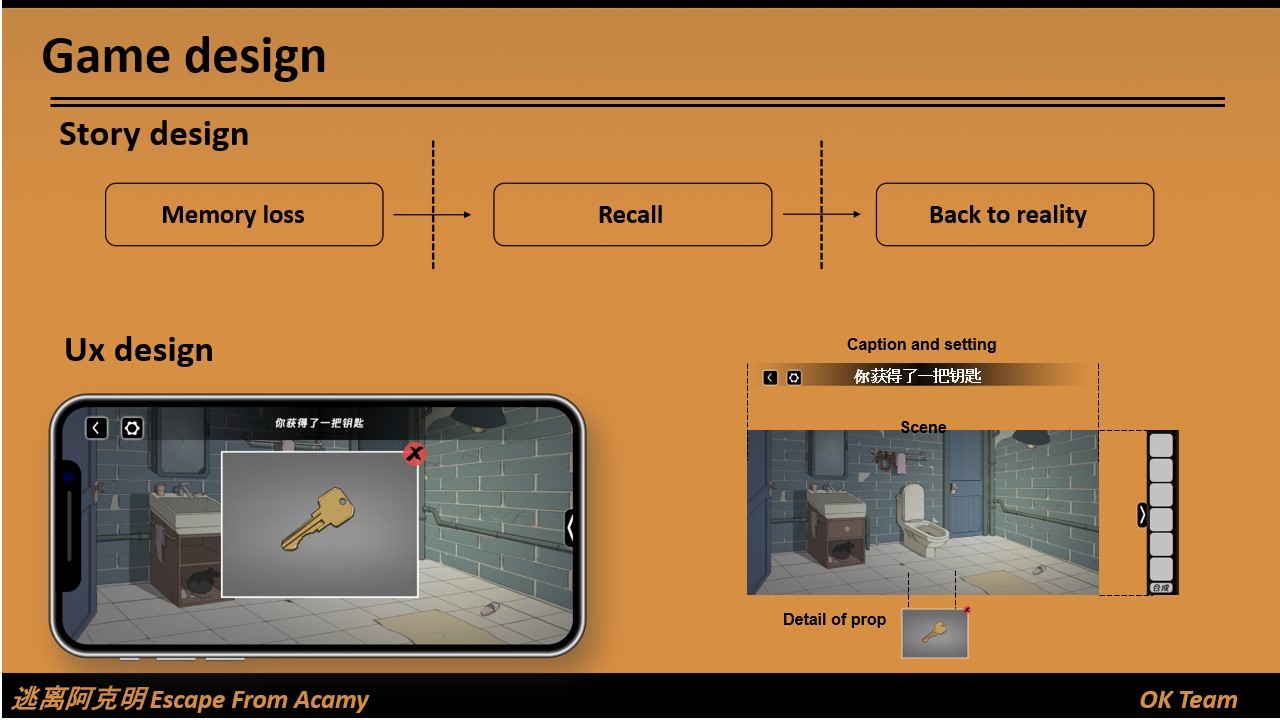 Game design
Story design
Memory loss
Recall
Back to reality
Ux design
你获得了一把钥匙
Caption and setting
你获得了一把钥匙
Scene
合成
Detail of prop
逃离阿克明 Escape From Acamy
OK Team